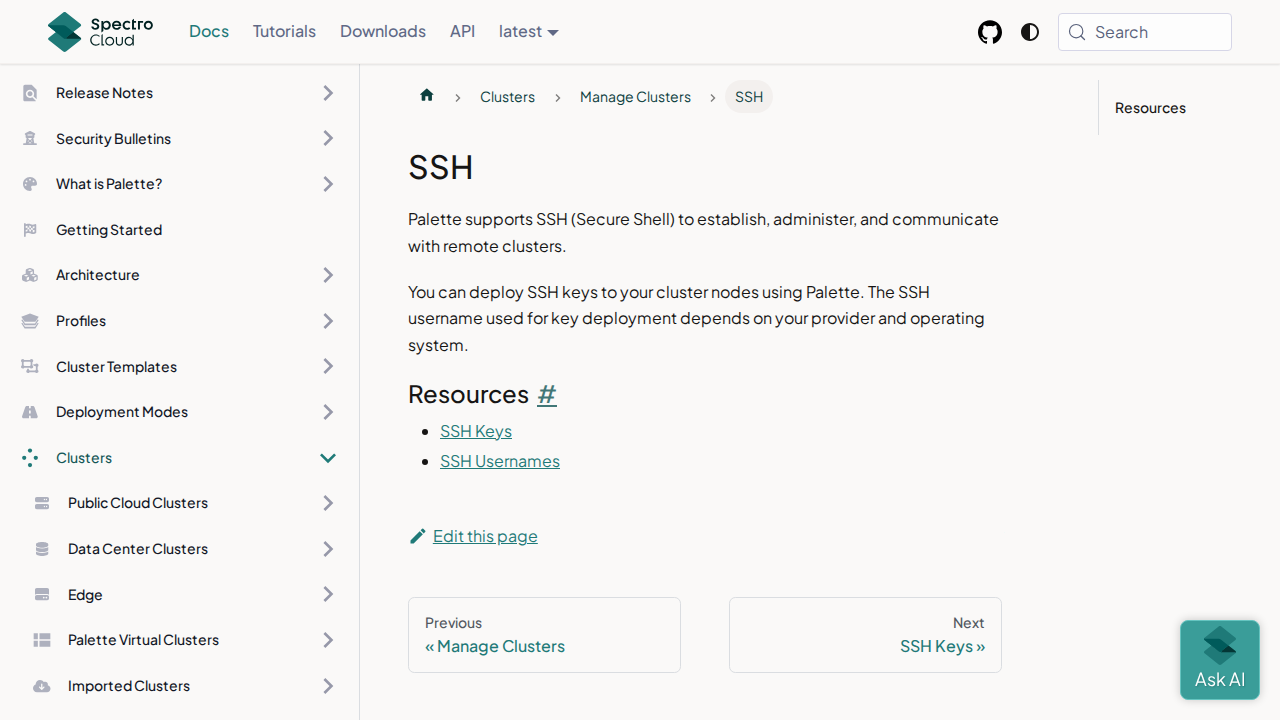 Spectro Cloud
Docs
Tutorials
Downloads
API
latest
Search
Release Notes
Security Bulletins
What is Palette?
Getting Started
Architecture
Profiles
Cluster Templates
Deployment Modes
Clusters
Public Cloud Clusters
Data Center Clusters
Edge
Palette Virtual Clusters
Imported Clusters
Clusters
Manage Clusters
SSH
SSH
Palette supports SSH (Secure Shell) to establish, administer, and communicate
with remote clusters.
You can deploy SSH keys to your cluster nodes using Palette. The SSH
username used for key deployment depends on your provider and operating
system.
Resources #
SSH Keys
SSH Usernames
Edit this page
Previous
« Manage Clusters
Next
SSH Keys »
Resources
Ask AI